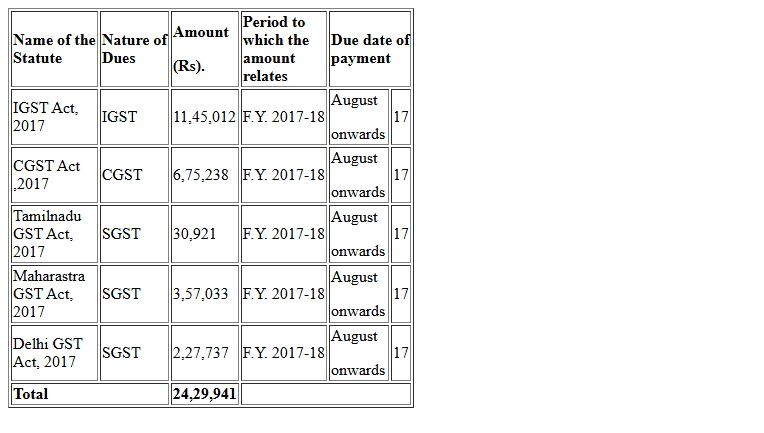 Name of the
Statute
Nature of
Dues
Amount
(Rs).
Period to
which the
amount
relates
Due date of
payment
IGST Act,
2017
IGST
11,45,012
F.Y. 2017-18
August
onwards
17
CGST Act
,2017
CGST
6,75,238
F.Y. 2017-18
August
onwards
17
Tamilnadu
GST Act,
2017
SGST
30,921
F.Y. 2017-18
August
onwards
17
Maharastra
GST Act,
2017
SGST
3,57,033
F.Y. 2017-18
August
onwards
17
Delhi GST
Act, 2017
SGST
2,27,737
F.Y. 2017-18
August
onwards
17
Total
24,29,941